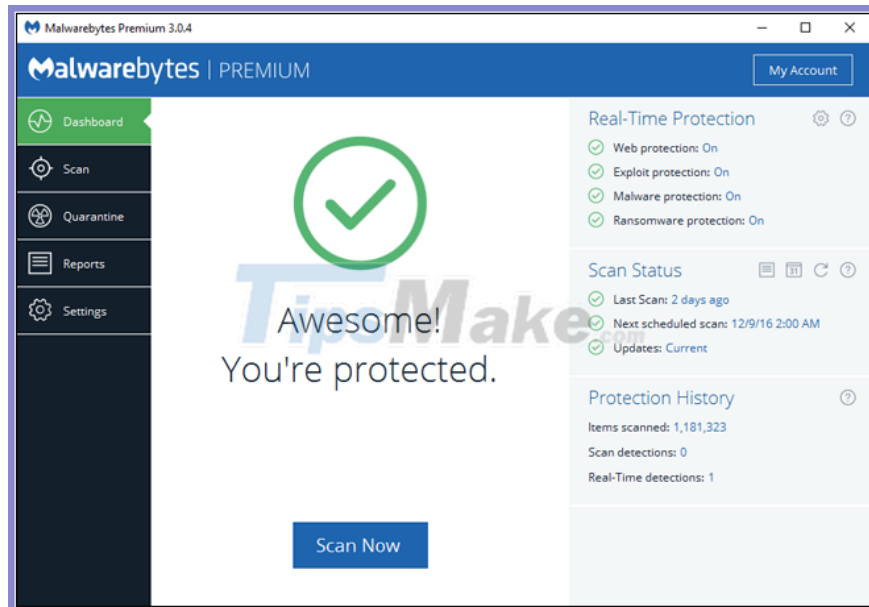 Malwarebytes Premium 3.0.4
Malwarebytes | PREMIUM
My Account
Dashboard
Scan
Quarantine
Reports
Settings
Awesome!
You're protected.
Scan Now
Real-Time Protection
Web protection: On
Exploit protection: On
Malware protection: On
Ransomware protection: On
Scan Status
31
Last Scan: 2 days ago
Next scheduled scan: 12/9/16 2:00 AM
Updates: Current
Protection History
Items scanned: 1,181,323
Scan detections: 0
Real-Time detections: 1
TipsMake.com